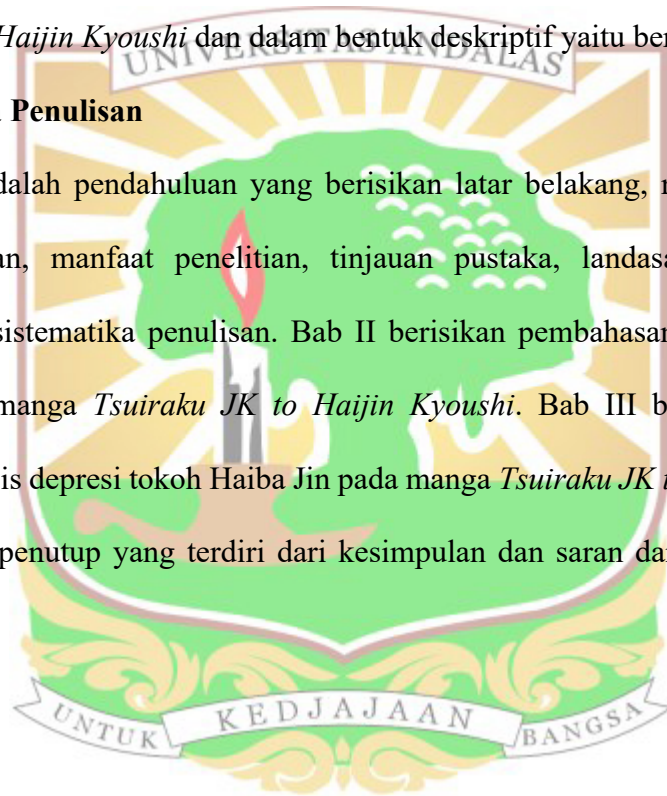 Haijin Kyoushi dan dalam bentuk deskriptif yaitu ber
UNIVERSITAS ANDALAS
Penulisan
dalah pendahuluan yang berisikan latar belakang, r
an, manfaat penelitian, tinjauan pustaka, landasa
sistematika penulisan. Bab II berisikan pembahasan
manga Tsuiraku JK to Haijin Kyoushi. Bab III b
is depresi tokoh Haiba Jin pada manga Tsuiraku JK t
penutup yang terdiri dari kesimpulan dan saran da
UNTUK KEDJAJAAN BANGSA